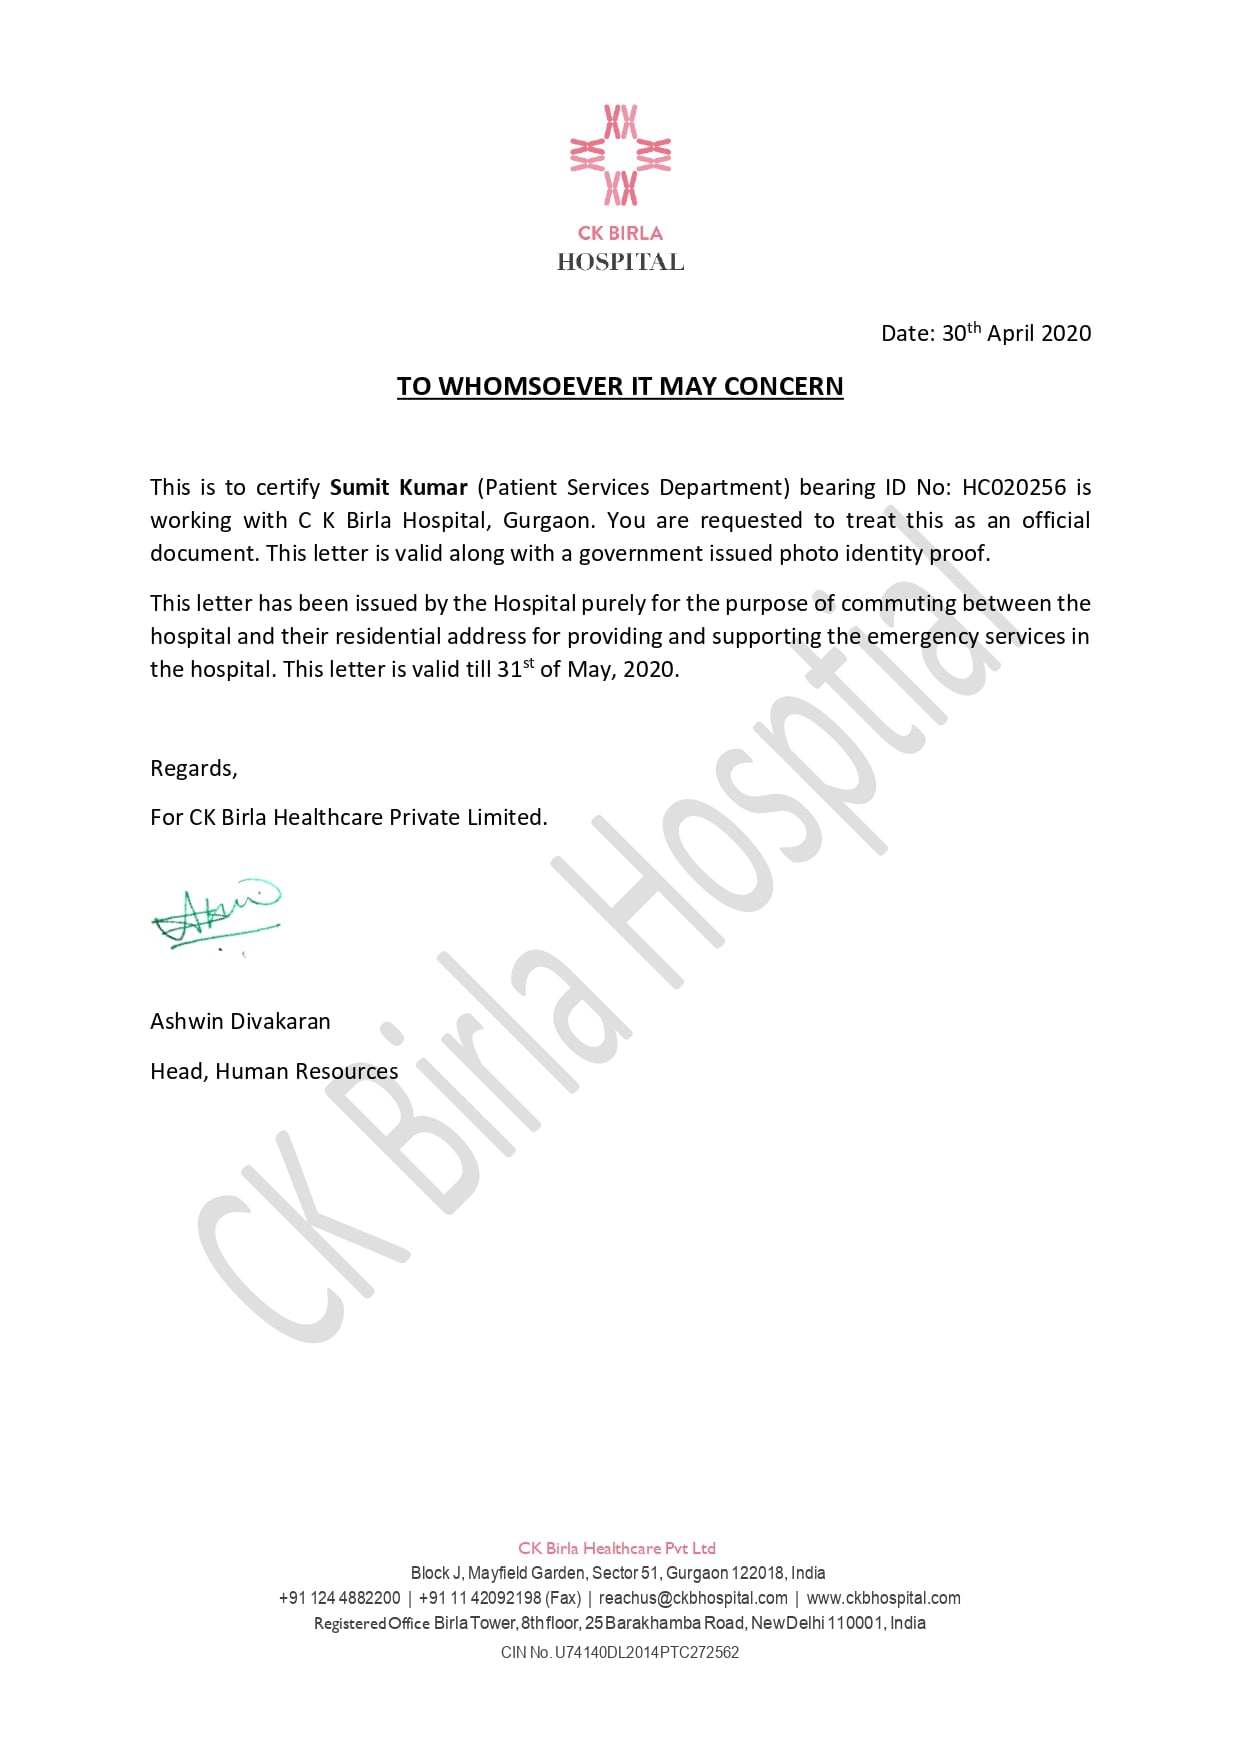 CK BIRLA
HOSPITAL
Date: 30th April 2020
TO WHOMSOEVER IT MAY CONCERN
This is to certify Sumit Kumar (Patient Services Department) bearing ID No: HC020256 is
working with C K Birla Hospital, Gurgaon. You are requested to treat this as an official
document. This letter is valid along with a government issued photo identity proof.
This letter has been issued by the Hospital purely for the purpose of commuting between the
hospital and their residential address for providing and supporting the emergency services in
the hospital. This letter is valid till 31st of May, 2020.
Regards,
For CK Birla Healthcare Private Limited.
Ashwin Divakaran
Head, Human Resources
CK Birla Hosptial
CK Birla Healthcare Pvt Ltd
Block J, Mayfield Garden, Sector 51, Gurgaon 122018, India
+91 124 4882200 | +91 11 42092198 (Fax) | reachus@ckbhospital.com | www.ckbhospital.com
Registered Office Birla Tower, 8th floor, 25 Barakhamba Road, New Delhi 110001, India
CIN No. U74140DL2014PTC272562